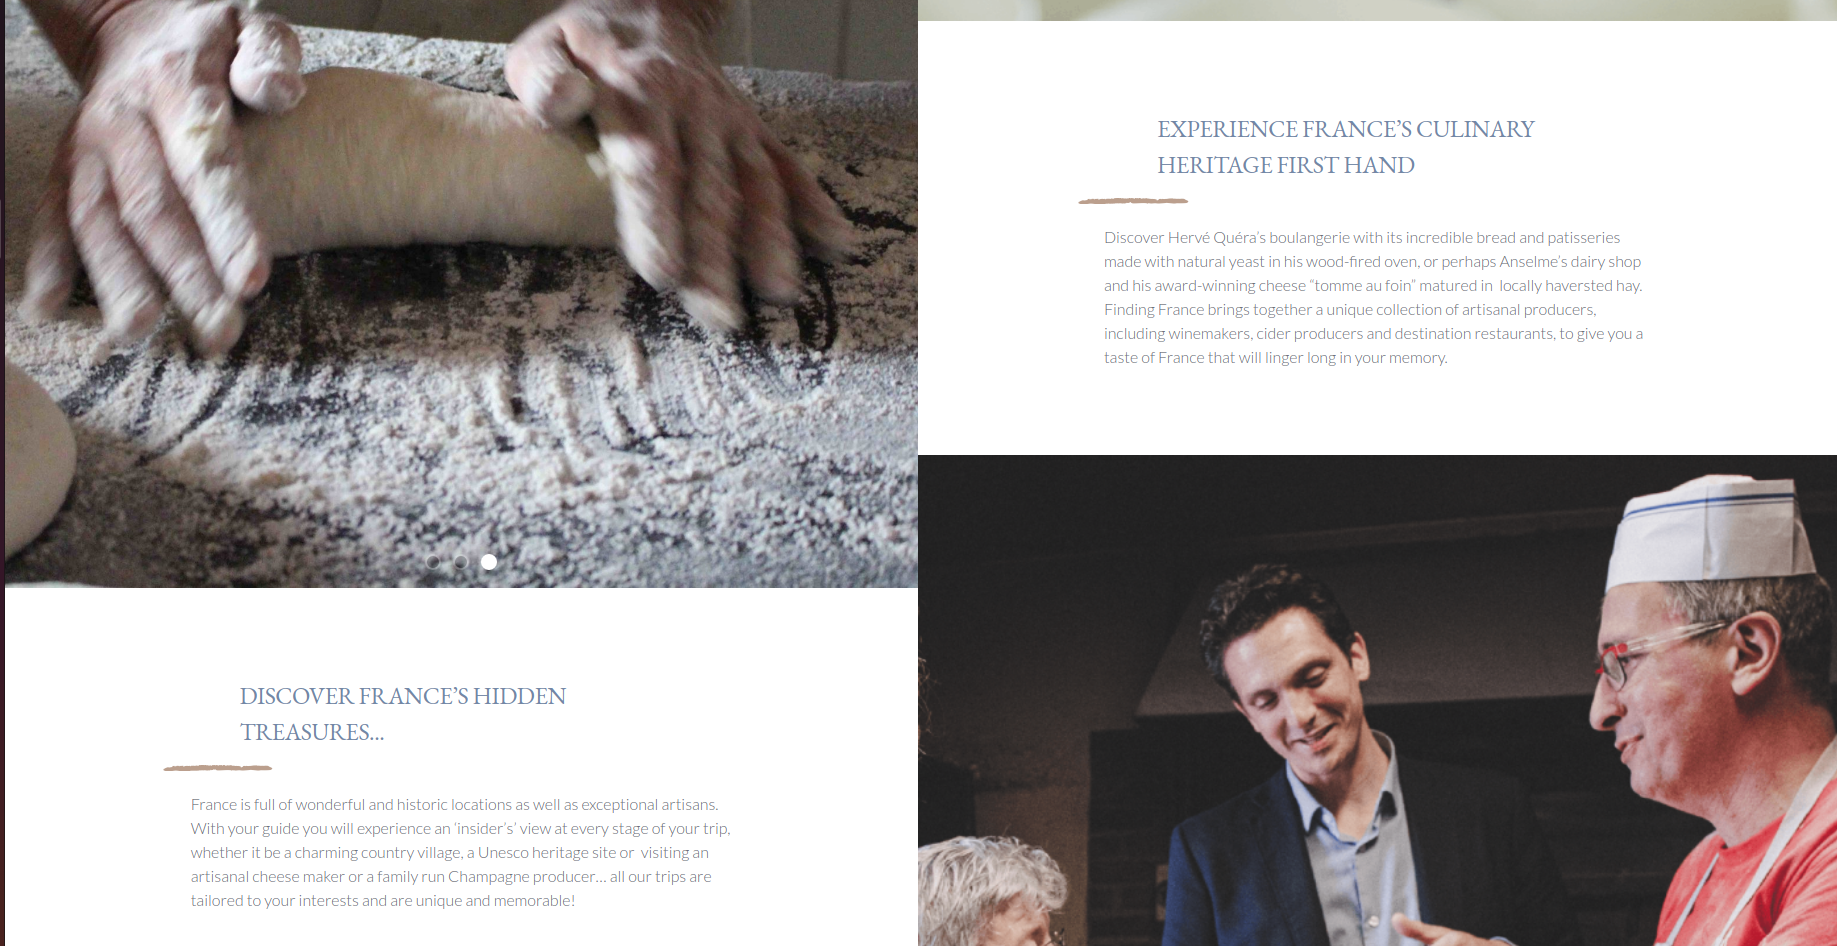 EXPERIENCE FRANCE’S CULINARY
HERITAGE FIRST HAND
Discover Hervé Quéra’s boulangerie with its incredible bread and patisseries
made with natural yeast in his wood-fired oven, or perhaps Anselme’s dairy shop
and his award-winning cheese “tomme au foin” matured in  locally haversted hay.
Finding France brings together a unique collection of artisanal producers,
including winemakers, cider producers and destination restaurants, to give you a
taste of France that will linger long in your memory.
DISCOVER FRANCE’S HIDDEN
TREASURES...
France is full of wonderful and historic locations as well as exceptional artisans.
With your guide you will experience an ‘insider’s’ view at every stage of your trip,
whether it be a charming country village, a Unesco heritage site or  visiting an
artisanal cheese maker or a family run Champagne producer… all our trips are
tailored to your interests and are unique and memorable!